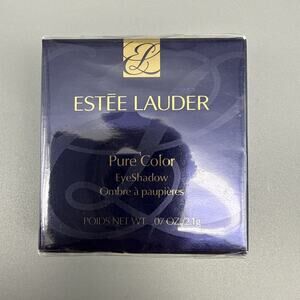 EL
ESTĒE LAUDER
Pure Color
EyeShadow
Ombre à paupières
POIDS NET WT. .07 OZ./2.1g